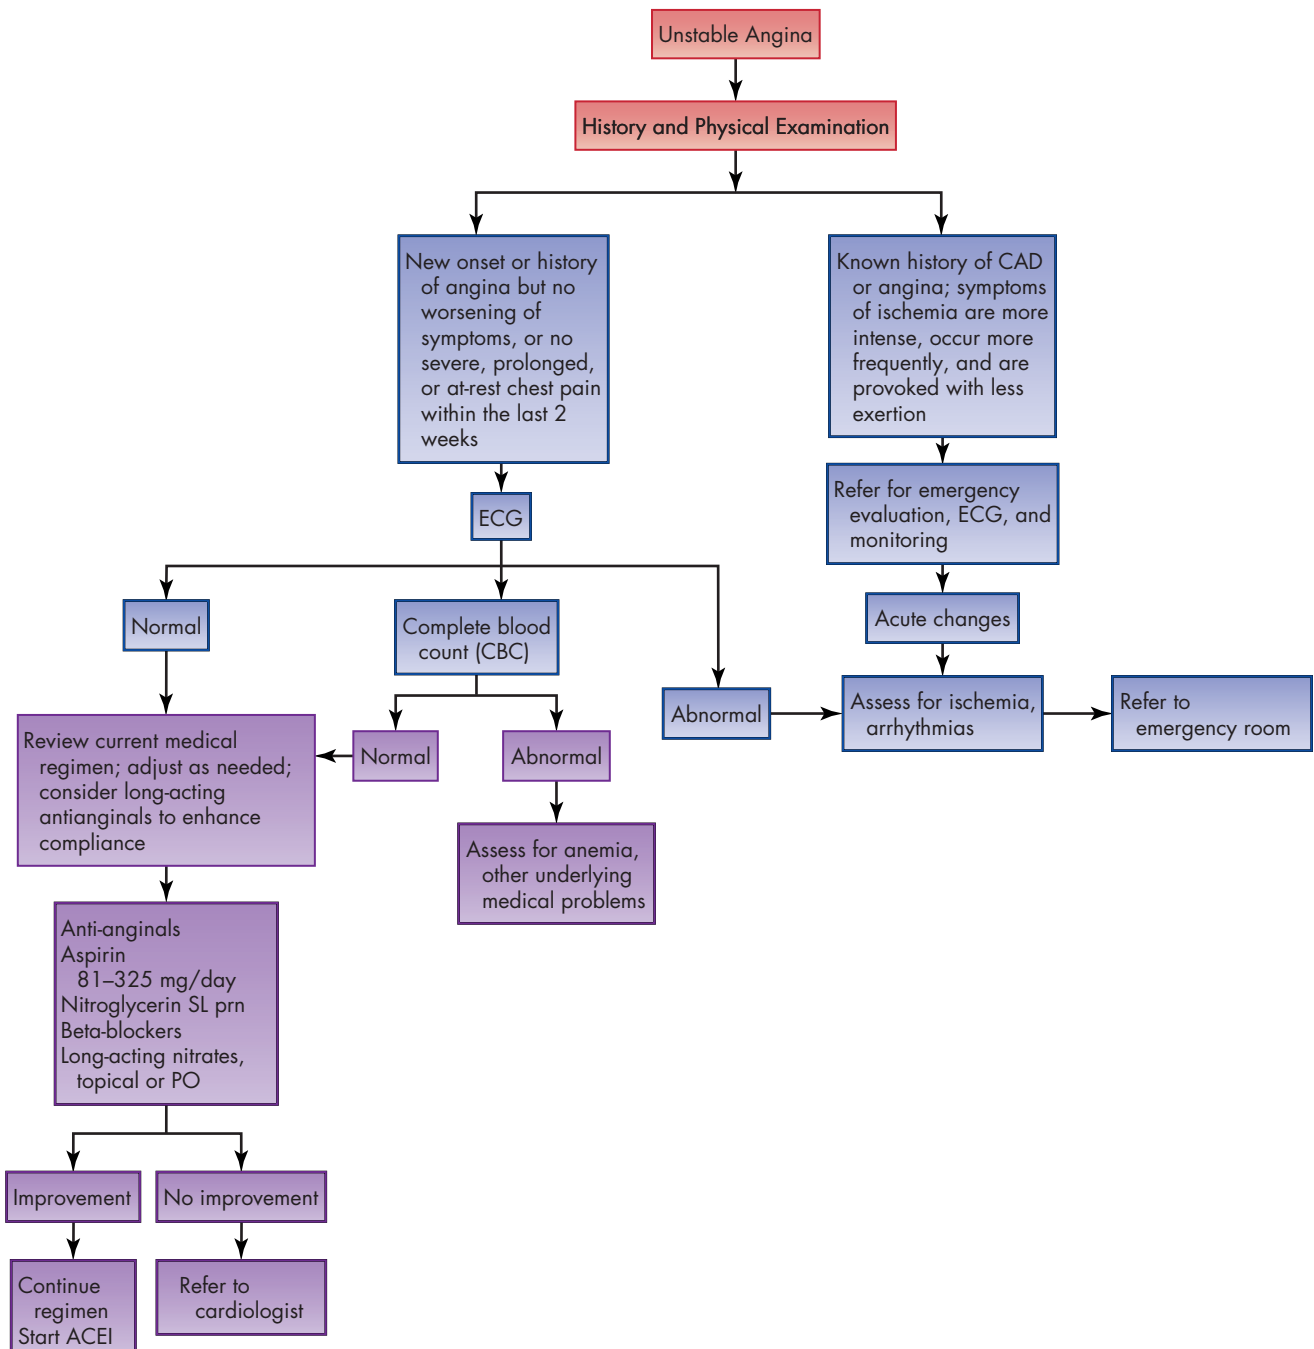 Unstable Angina
History and Physical Examination
New onset or history
of angina but no
worsening of
symptoms, or no
severe, prolonged,
or at-rest chest pain
within the last 2
weeks
Known history of CAD
or angina; symptoms
of ischemia are more
intense, occur more
frequently, and are
provoked with less
exertion
ECG
Refer for emergency
evaluation, ECG, and
monitoring
Normal
Complete blood
count (CBC)
Acute changes
Abnormal
Assess for ischemia,
arrhythmias
Refer to
emergency room
Review current medical
regimen; adjust as needed;
consider long-acting
antianginals to enhance
compliance
Normal
Abnormal
Assess for anemia,
other underlying
medical problems
Anti-anginals
Aspirin
81–325 mg/day
Nitroglycerin SL prn
Beta-blockers
Long-acting nitrates,
topical or PO
Improvement
No improvement
Continue
regimen
Start ACEI
Refer to
cardiologist